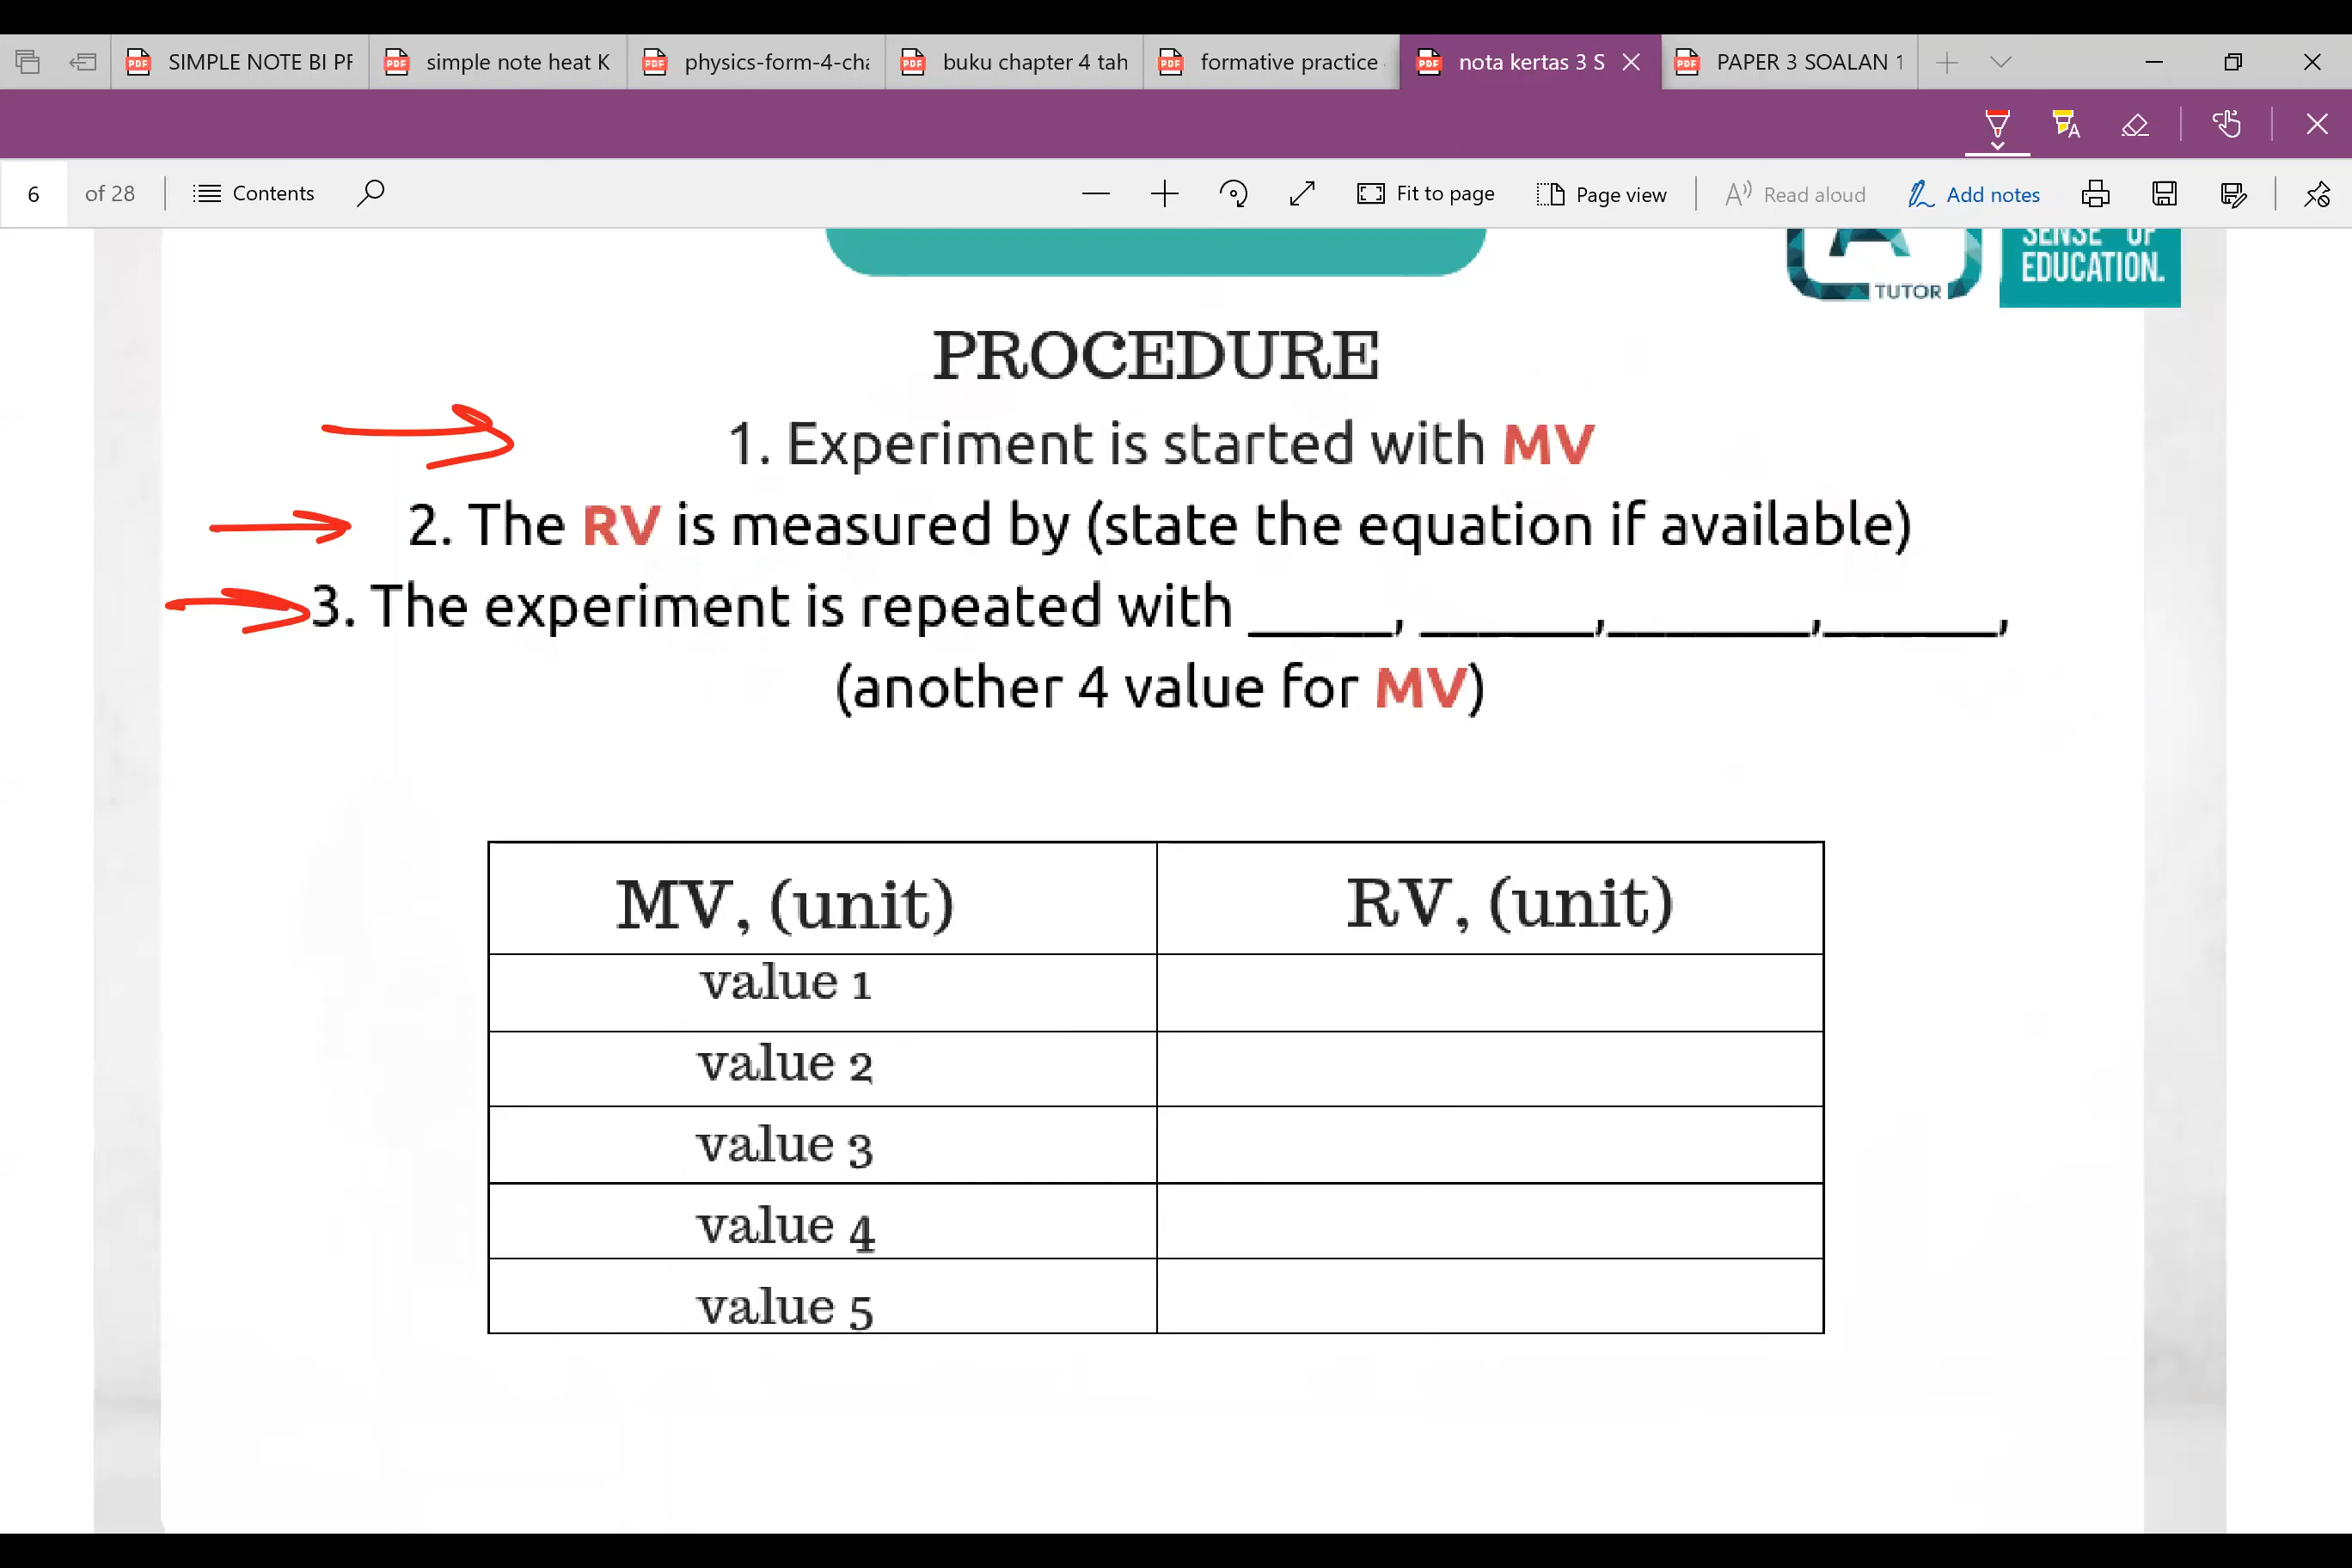 SIMPLE NOTE BI PF
simple note heat K
physics-form-4-cha
buku chapter 4 tah
formative practice
nota kertas 3 S
PAPER 3 SOALAN 1
6 of 28 Contents Fit to page Page view Read aloud Add notes
SENSE OF
EDUCATION.
TUTOR
PROCEDURE
1. Experiment is started with MV
2. The RV is measured by (state the equation if available)
3. The experiment is repeated with _____, ______,_______,______,
(another 4 value for MV)
MV, (unit) RV, (unit)
value 1
value 2
value 3
value 4
value 5